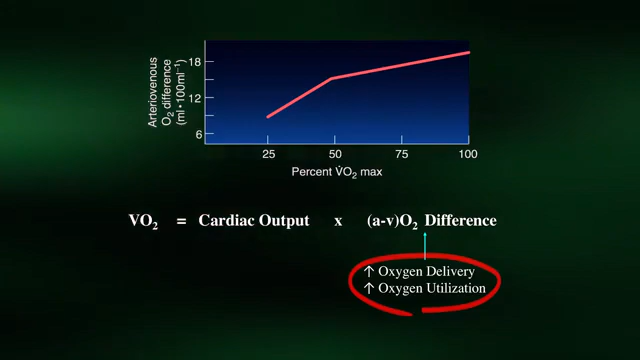 Arteriovenous
O₂ difference
(ml•100ml⁻¹)
18
12
6
25 50 75 100
Percent V̇O₂ max
VO₂ = Cardiac Output x (a-v)O₂ Difference
↑ Oxygen Delivery
↑ Oxygen Utilization